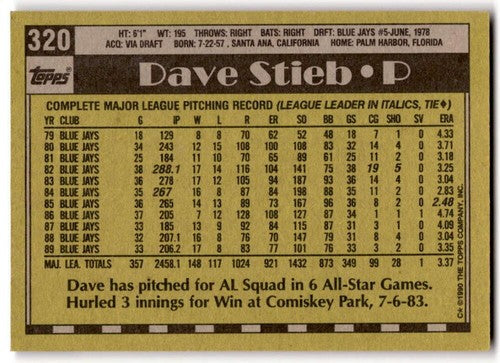 320
HT: 6'1" WT: 195 THROWS: RIGHT BATS: RIGHT DRFT: BLUE JAYS #5-JUNE, 1978
ACQ: VIA DRAFT BORN: 7-22-57, SANTA ANA, CALIFORNIA HOME: PALM HARBOR, FLORIDA
topps
Dave Stieb • P
COMPLETE MAJOR LEAGUE PITCHING RECORD (LEAGUE LEADER IN ITALICS, TIE♦)
YR CLUB G IP W L R ER SO BB GS CG SHO SV ERA
79 BLUE JAYS 18 129 8 8 70 62 52 48 18 7 1 0 4.33
80 BLUE JAYS 34 243 12 15 108 100 108 83 32 14 4 0 3.71
81 BLUE JAYS 25 184 11 10 70 65 89 61 25 11 2 0 3.18
82 BLUE JAYS 38 288.1 17 14 116 104 141 75 38 19 5 0 3.25
83 BLUE JAYS 36 278 17 12 105 94 187 93 36 14 4 0 3.04
84 BLUE JAYS 35 267 16 8 87 84 198 88 35 11 2 0 2.83
85 BLUE JAYS 36 265 14 13 89 73 167 96 36 8 2 0 2.48
86 BLUE JAYS 37 205 7 12 128 108 127 87 34 1 1 1 4.74
87 BLUE JAYS 33 185 13 9 92 84 115 87 31 3 1 0 4.09
88 BLUE JAYS 32 207.1 16 8 76 70 147 79 31 8 4 0 3.04
89 BLUE JAYS 33 206.2 17 8 83 77 101 76 33 3 2 0 3.35
MAJ. LEA. TOTALS 357 2458.1 148 117 1024 921 1432 873 349 99 28 1 3.37
Dave has pitched for AL Squad in 6 All-Star Games.
Hurled 3 innings for Win at Comiskey Park, 7-6-83.
©1990 THE TOPPS COMPANY, INC.